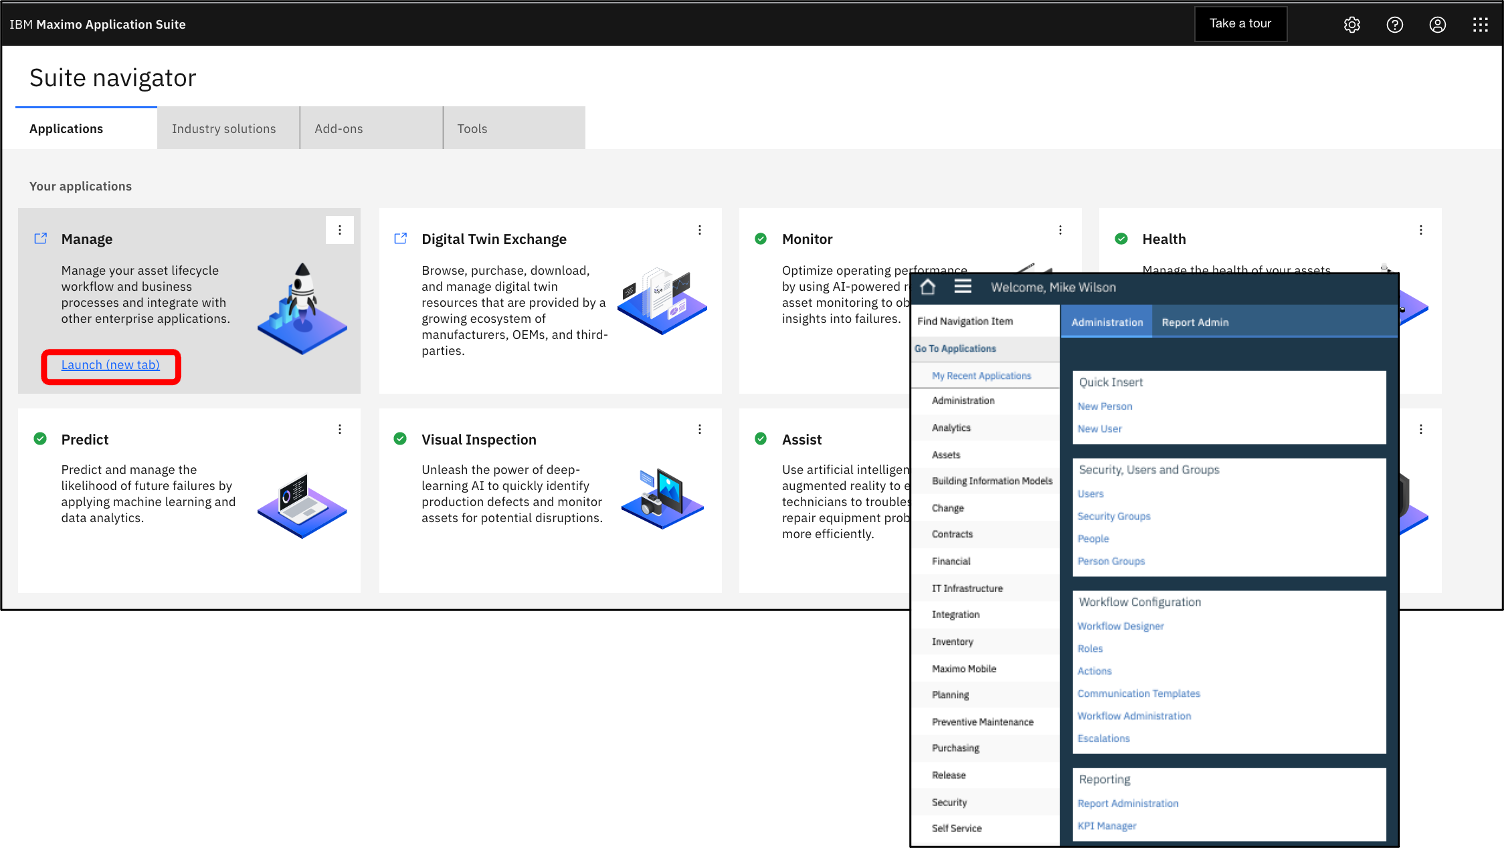 IBM Maximo Application Suite
Take a tour
Suite navigator
Applications
Industry solutions
Add-ons
Tools
Your applications
Manage
Manage your asset lifecycle
workflow and business
processes and integrate with
other enterprise applications.
Launch (new tab)
Digital Twin Exchange
Browse, purchase, download,
and manage digital twin
resources that are provided by a
growing ecosystem of
manufacturers, OEMs, and third-
parties.
Monitor
Optimize operating performance
by using AI-powered r
asset monitoring to ob
insights into failures.
Health
Manage the health of your assets
Predict
Predict and manage the
likelihood of future failures by
applying machine learning and
data analytics.
Visual Inspection
Unleash the power of deep-
learning AI to quickly identify
production defects and monitor
assets for potential disruptions.
Assist
Use artificial intelligen
augmented reality to e
technicians to troubles
repair equipment prob
more efficiently.
Welcome, Mike Wilson
Find Navigation Item
Go To Applications
My Recent Applications
Administration
Analytics
Assets
Building Information Models
Change
Contracts
Financial
IT Infrastructure
Integration
Inventory
Maximo Mobile
Planning
Preventive Maintenance
Purchasing
Release
Security
Self Service
Administration
Report Admin
Quick Insert
New Person
New User
Security, Users and Groups
Users
Security Groups
People
Person Groups
Workflow Configuration
Workflow Designer
Roles
Actions
Communication Templates
Workflow Administration
Escalations
Reporting
Report Administration
KPI Manager